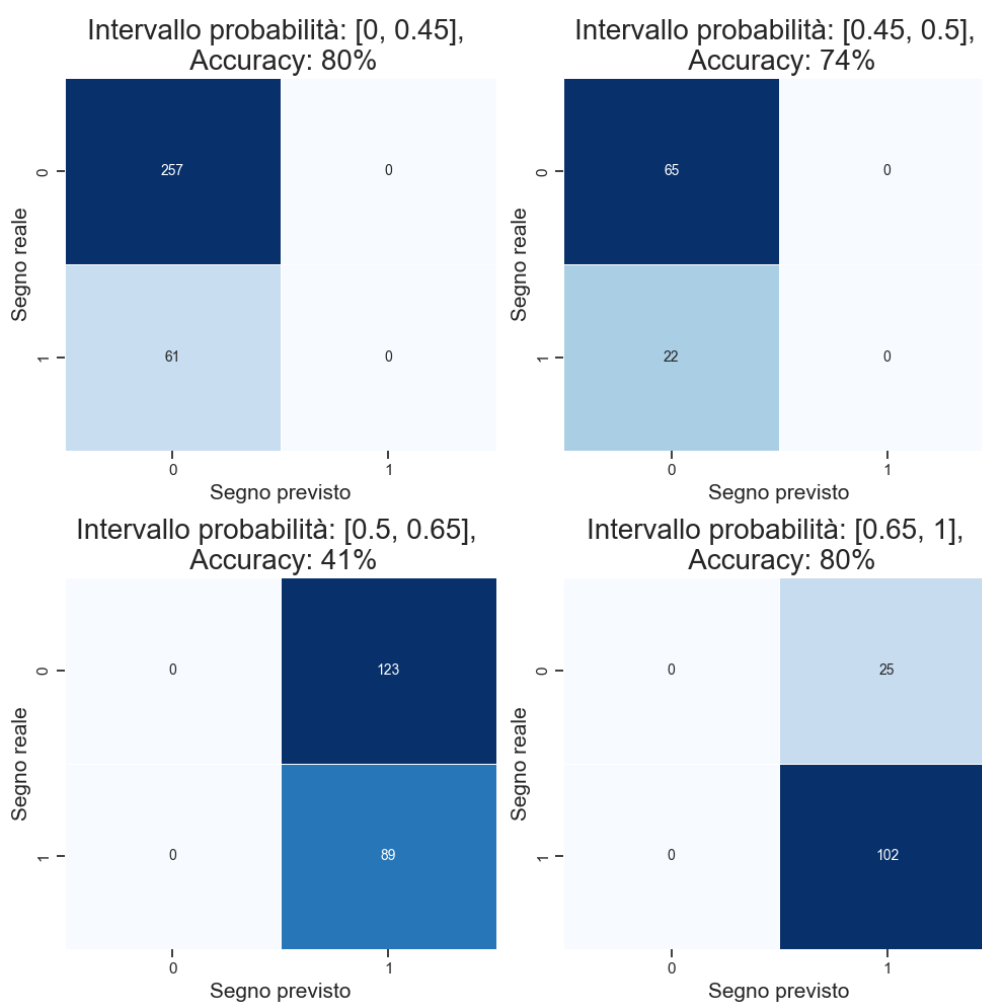 Intervallo probabilità: [0, 0.45],
Accuracy: 80%
0
257
0
Segno reale
1
61
0
0
1
Segno previsto
Intervallo probabilità: [0.45, 0.5],
Accuracy: 74%
0
65
0
Segno reale
1
22
0
0
1
Segno previsto
Intervallo probabilità: [0.5, 0.65],
Accuracy: 41%
0
0
123
Segno reale
1
0
89
0
1
Segno previsto
Intervallo probabilità: [0.65, 1],
Accuracy: 80%
0
0
25
Segno reale
1
0
102
0
1
Segno previsto